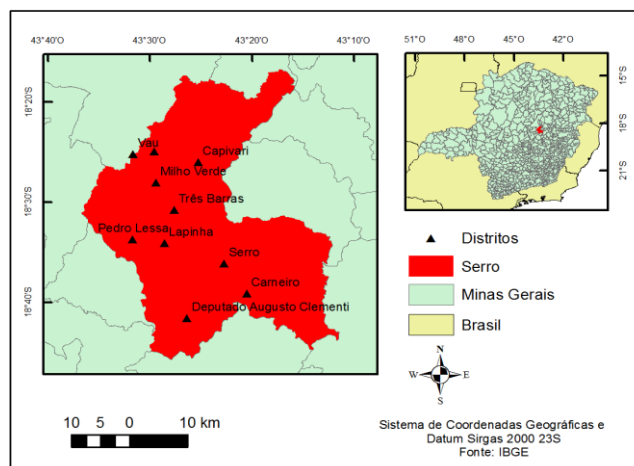 43°40'W 43°30'W 43°20'W 43°10'W
18°20'S
18°30'S
18°40'S
Vau
Capivari
Milho Verde
Três Barras
Pedro Lessa
Lapinha
Serro
Carneiro
Deputado Augusto Clementi
10 5 0 10 km
51°O 48°O 45°O 42°O
15°S
18°S
21°S
Distritos
Serro
Minas Gerais
Brasil
N
W E
S
Sistema de Coordenadas Geográficas e
Datum Sirgas 2000 23S
Fonte: IBGE